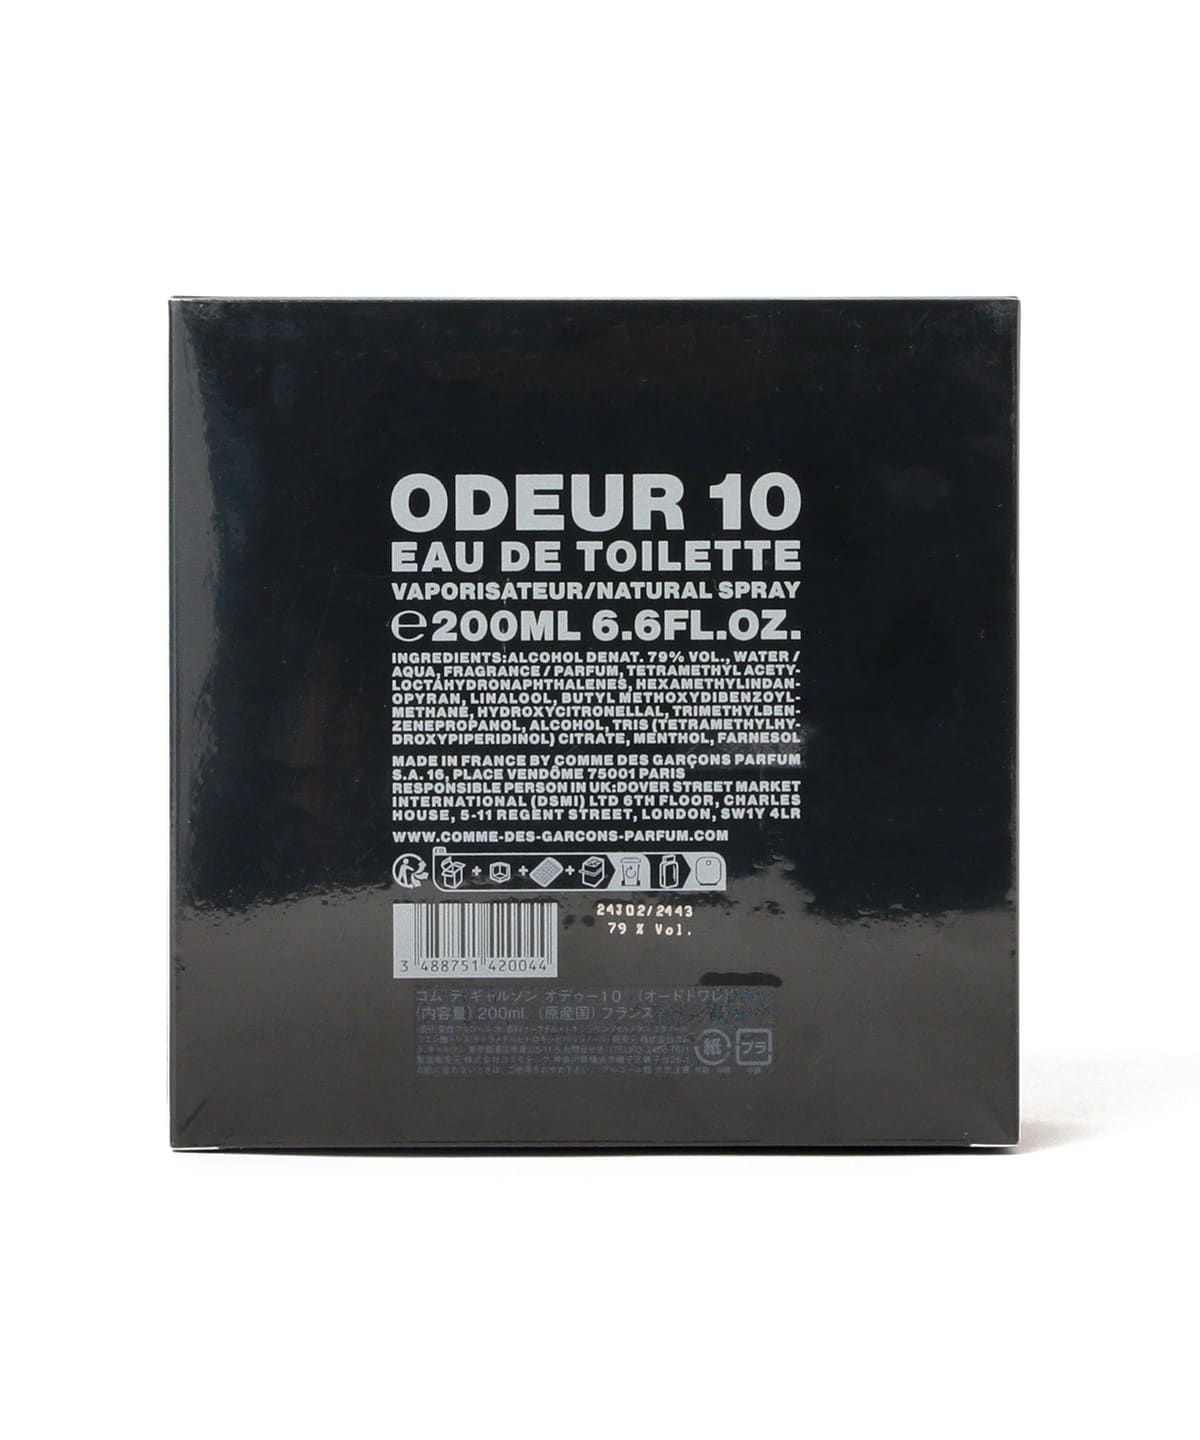 ODEUR 10
EAU DE TOILETTE
VAPORISATEUR/NATURAL SPRAY
℮200ML 6.6FL.OZ.
INGREDIENTS:ALCOHOL DENAT. 79% VOL., WATER/
AQUA, FRAGRANCE/PARFUM, TETRAMETHYL ACETY-
LOCTAHYDRONAPHTHALENES, HEXAMETHYLINDAN-
OPYRAN, LINALOOL, BUTYL METHOXYDIBENZOYL-
METHANE, HYDROXYCITRONELLAL, TRIMETHYLBEN-
ZENEPROPANOL, ALCOHOL, TRIS (TETRAMETHYLHY-
DROXYPIPERIDINOL) CITRATE, MENTHOL, FARNESOL
MADE IN FRANCE BY COMME DES GARÇONS PARFUM
S.A. 16, PLACE VENDÔME 75001 PARIS
RESPONSIBLE PERSON IN UK:DOVER STREET MARKET
INTERNATIONAL (DSMI) LTD 6TH FLOOR, CHARLES
HOUSE, 5-11 REGENT STREET, LONDON, SW1Y 4LR
WWW.COMME-DES-GARCONS-PARFUM.COM
FR
24J02/2443
79 % Vol.
3 488751 420044
コム デ ギャルソン オデゥー10 (オードトワレ)
(内容量) 200ml. (原産国) フランス
紙 プラ